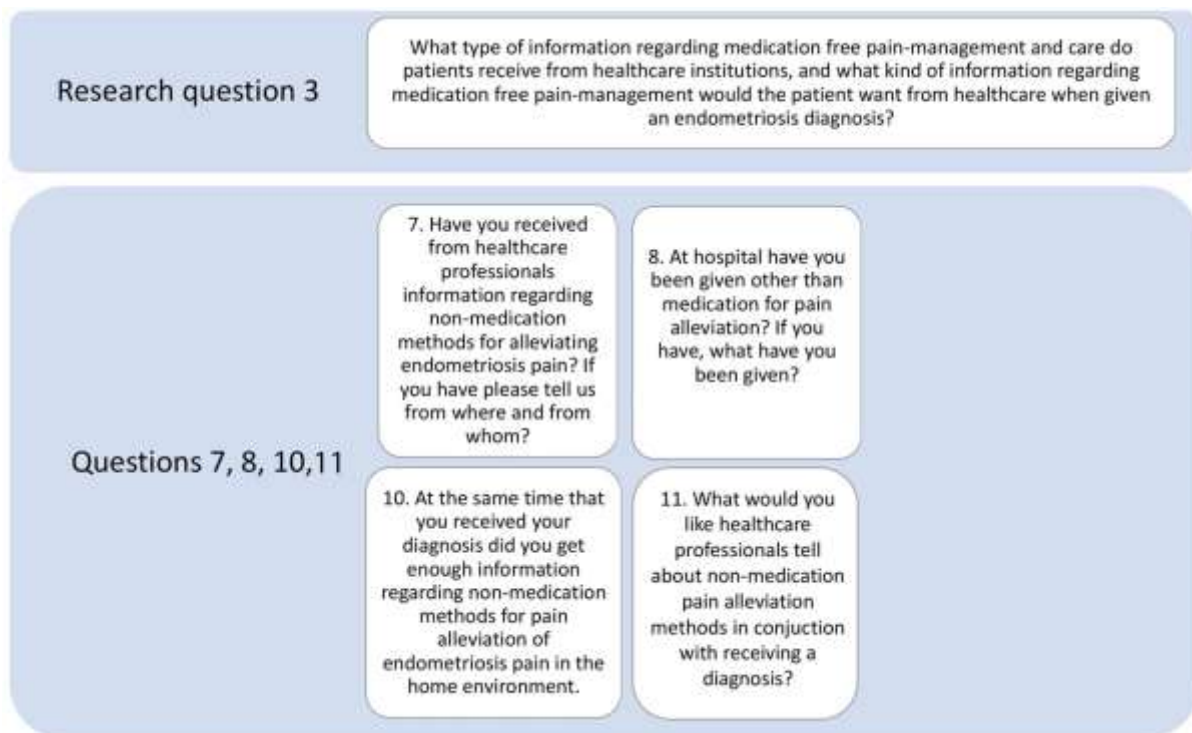 Research question 3
What type of information regarding medication free pain-management and care do
patients receive from healthcare institutions, and what kind of information regarding
medication free pain-management would the patient want from healthcare when given
an endometriosis diagnosis?
Questions 7, 8, 10,11
7. Have you received
from healthcare
professionals
information regarding
non-medication
methods for alleviating
endometriosis pain? If
you have please tell us
from where and from
whom?
8. At hospital have you
been given other than
medication for pain
alleviation? If you
have, what have you
been given?
10. At the same time that
you received your
diagnosis did you get
enough information
regarding non-medication
methods for pain
alleviation of
endometriosis pain in the
home environment.
11. What would you
like healthcare
professionals tell
about non-medication
pain alleviation
methods in conjuction
with receiving a
diagnosis?